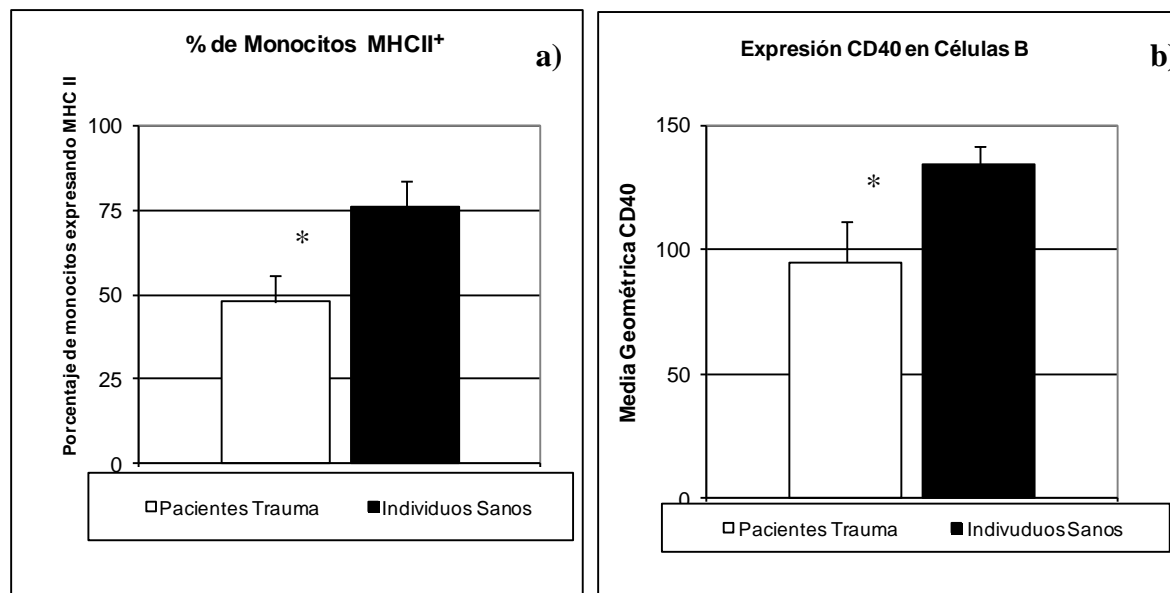 % de Monocitos MHCII+
a)
Porcentaje de monocitos expresando MHC II
100
75
*
50
25
0
Pacientes Trauma Individuos Sanos
Expresión CD40 en Células B
b)
Media Geométrica CD40
150
*
100
50
0
Pacientes Trauma Indivuduos Sanos